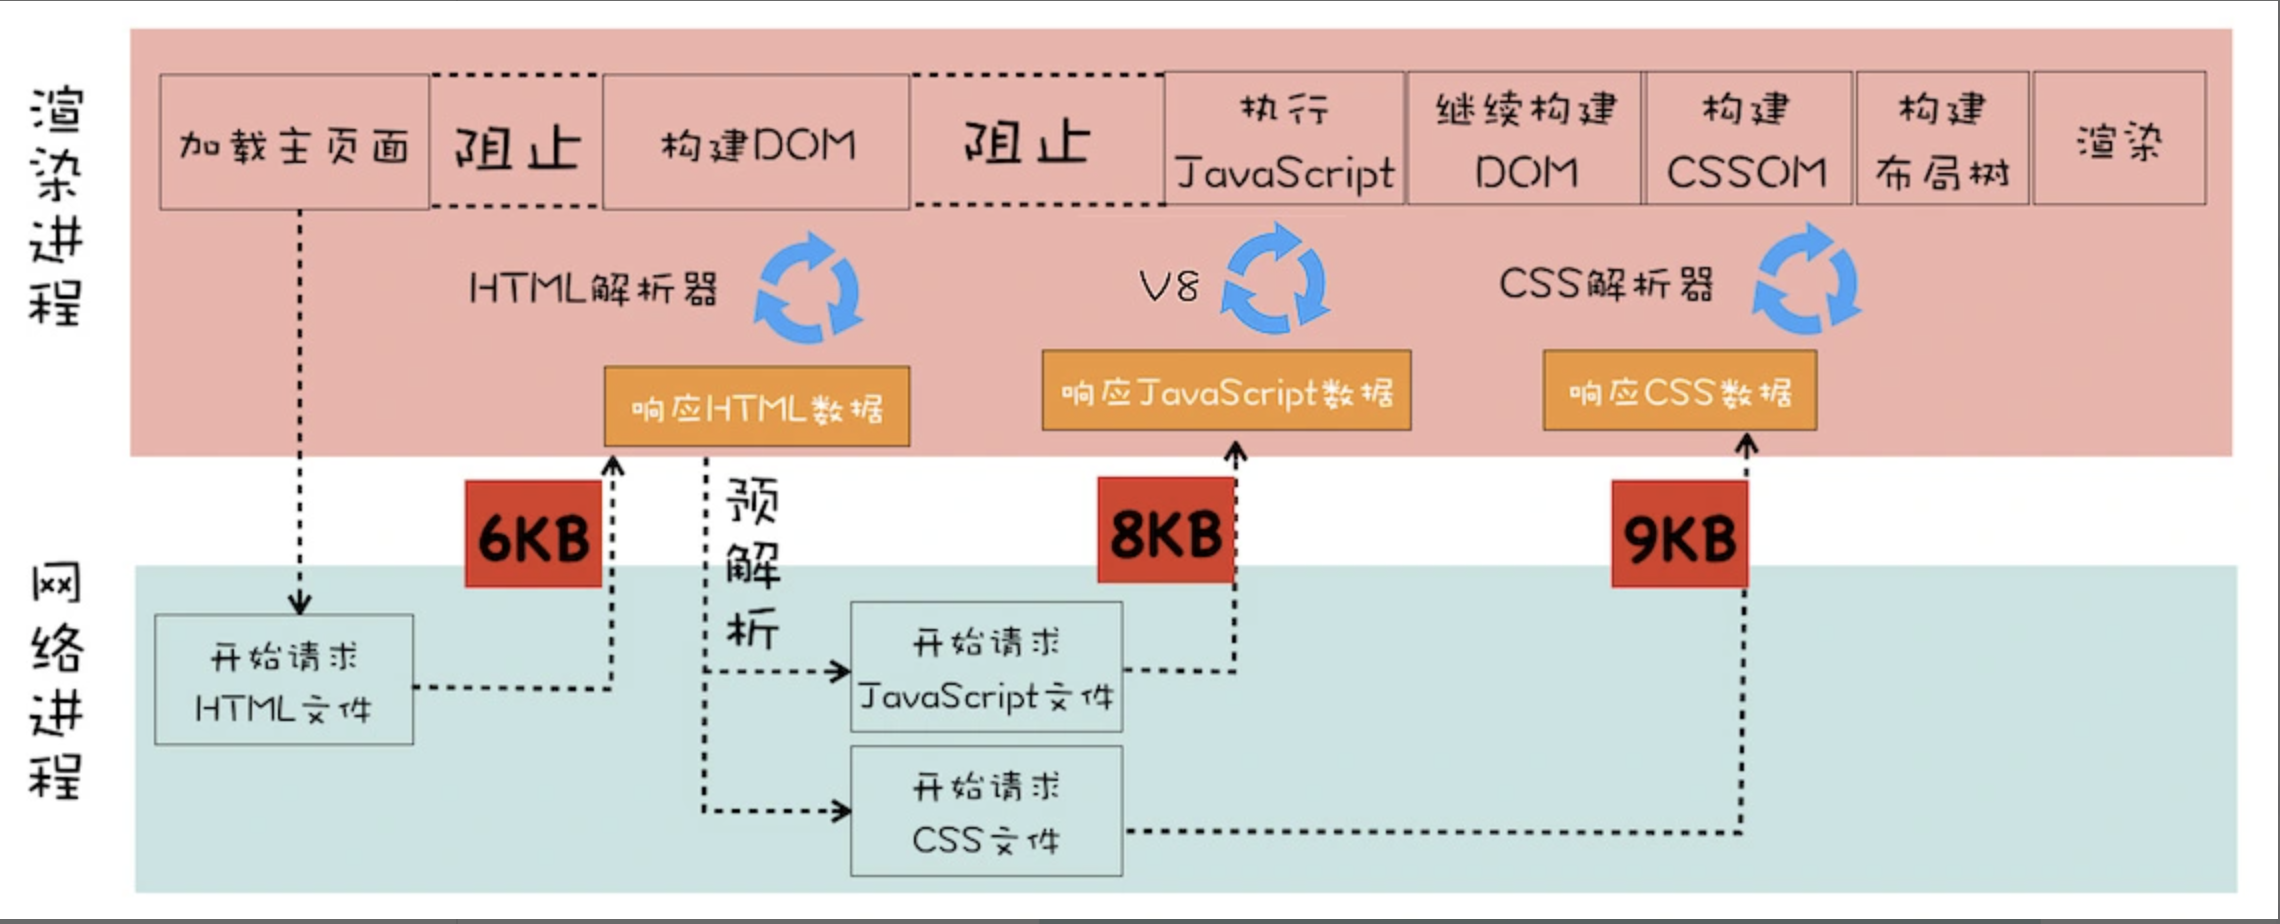 渲染进程
加载主页面
阻止
构建DOM
阻止
执行
JavaScript
继续构建
DOM
构建
CSSOM
构建
布局树
渲染
HTML解析器
V8
CSS解析器
响应HTML数据
响应JavaScript数据
响应CSS数据
6KB
预解析
8KB
9KB
网络进程
开始请求
HTML文件
开始请求
JavaScript文件
开始请求
CSS文件